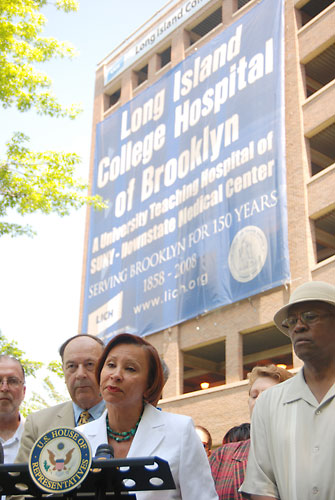 Long Island
Long Island
College Hospital
of Brooklyn
A University Teaching Hospital of
SUNY - Downstate Medical Center
SERVING BROOKLYN FOR 150 YEARS
1858 - 2008
LICH
www.lich.org
U.S. HOUSE OF
REPRESENTATIVES